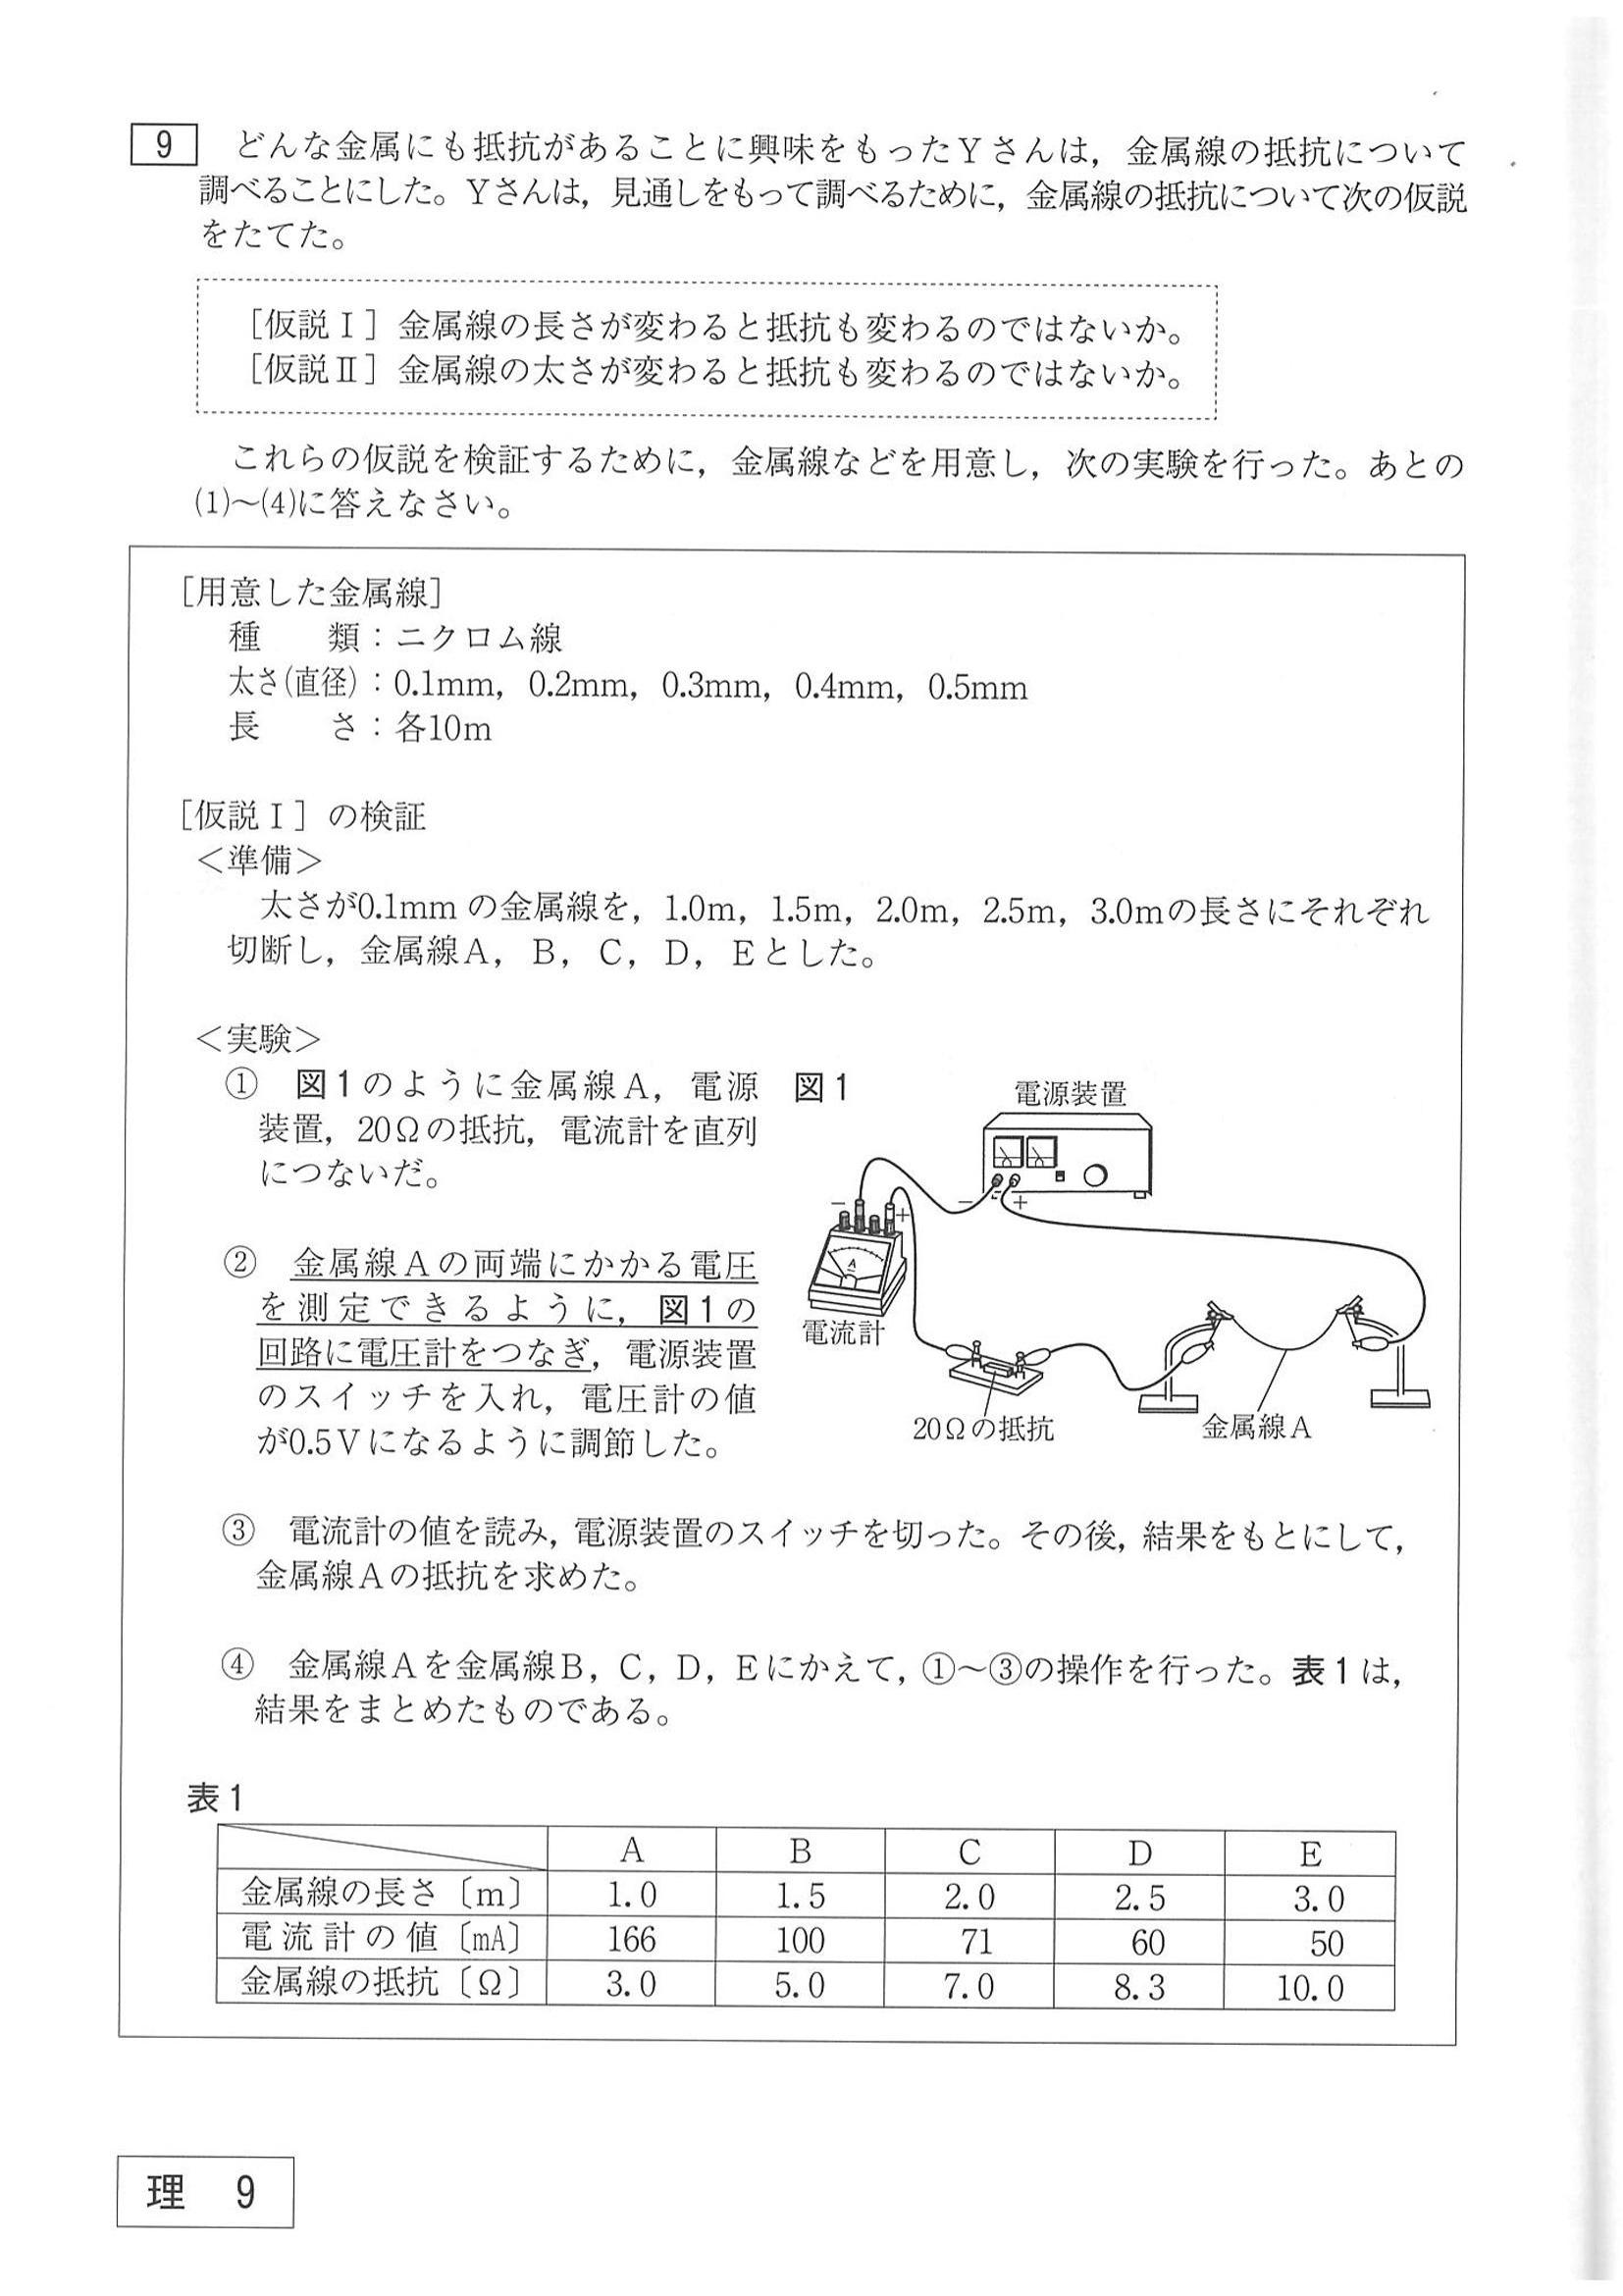 9　どんな金属にも抵抗があることに興味をもったＹさんは，金属線の抵抗について
調べることにした。Ｙさんは，見通しをもって調べるために，金属線の抵抗について次の仮説
をたてた。
［仮説Ⅰ］金属線の長さが変わると抵抗も変わるのではないか。
［仮説Ⅱ］金属線の太さが変わると抵抗も変わるのではないか。
これらの仮説を検証するために，金属線などを用意し，次の実験を行った。あとの
(1)～(4)に答えなさい。
［用意した金属線］
種　　類：ニクロム線
太さ(直径)：0.1mm，0.2mm，0.3mm，0.4mm，0.5mm
長　　さ：各10m
［仮説Ⅰ］の検証
＜準備＞
太さが0.1mmの金属線を，1.0m，1.5m，2.0m，2.5m，3.0mの長さにそれぞれ
切断し，金属線Ａ，Ｂ，Ｃ，Ｄ，Ｅとした。
＜実験＞
①　図１のように金属線Ａ，電源
装置，20Ωの抵抗，電流計を直列
につないだ。
②　金属線Ａの両端にかかる電圧
を測定できるように，図１の
回路に電圧計をつなぎ，電源装置
のスイッチを入れ，電圧計の値
が0.5Ｖになるように調節した。
図１
電源装置
－
＋
－
＋
A
電流計
20Ωの抵抗
金属線Ａ
③　電流計の値を読み，電源装置のスイッチを切った。その後，結果をもとにして，
金属線Ａの抵抗を求めた。
④　金属線Ａを金属線Ｂ，Ｃ，Ｄ，Ｅにかえて，①～③の操作を行った。表１は，
結果をまとめたものである。
表１
A B C D E
金属線の長さ〔m〕 1.0 1.5 2.0 2.5 3.0
電流計の値〔mA〕 166 100 71 60 50
金属線の抵抗〔Ω〕 3.0 5.0 7.0 8.3 10.0
理　9